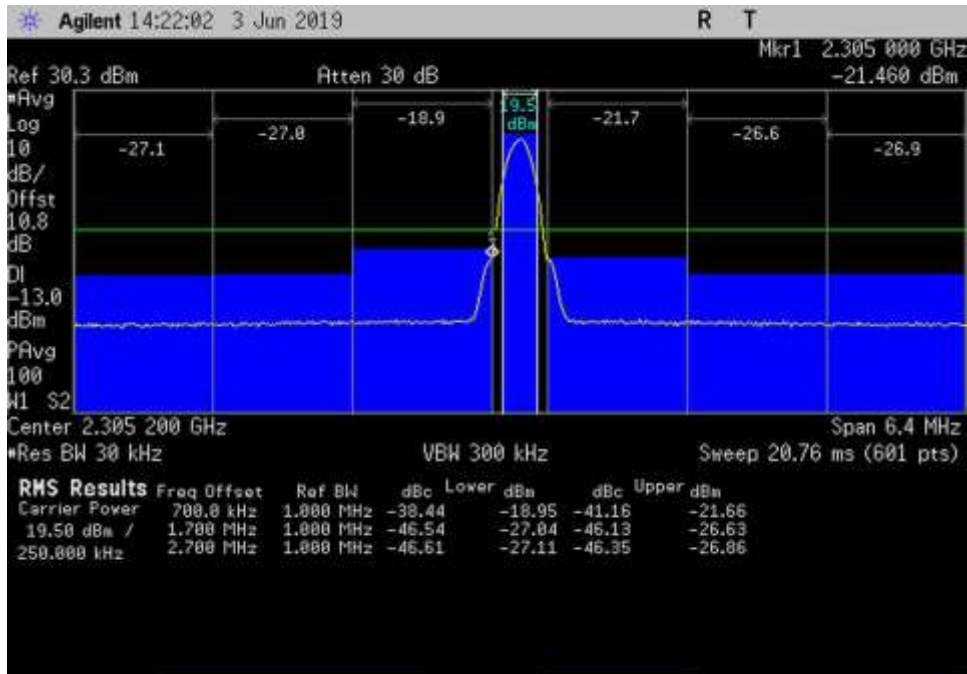 Agilent 14:22:02 3 Jun 2019 R T
Mkr1 2.305 000 GHz
Ref 30.3 dBm Atten 30 dB -21.460 dBm
#Avg
Log
10
dB/
Offst
10.8
dB
DI
-13.0
dBm
PAvg
100
W1 S2
-27.1 -27.0 -18.9 19.5 dBm -21.7 -26.6 -26.9
Center 2.305 200 GHz Span 6.4 MHz
#Res BW 30 kHz VBW 300 kHz Sweep 20.76 ms (601 pts)
RMS Results Freq Offset Ref BW dBc Lower dBm dBc Upper dBm
Carrier Power 700.0 kHz 1.000 MHz -38.44 -18.95 -41.16 -21.66
19.50 dBm / 1.700 MHz 1.000 MHz -46.54 -27.04 -46.13 -26.63
250.000 kHz 2.700 MHz 1.000 MHz -46.61 -27.11 -46.35 -26.86